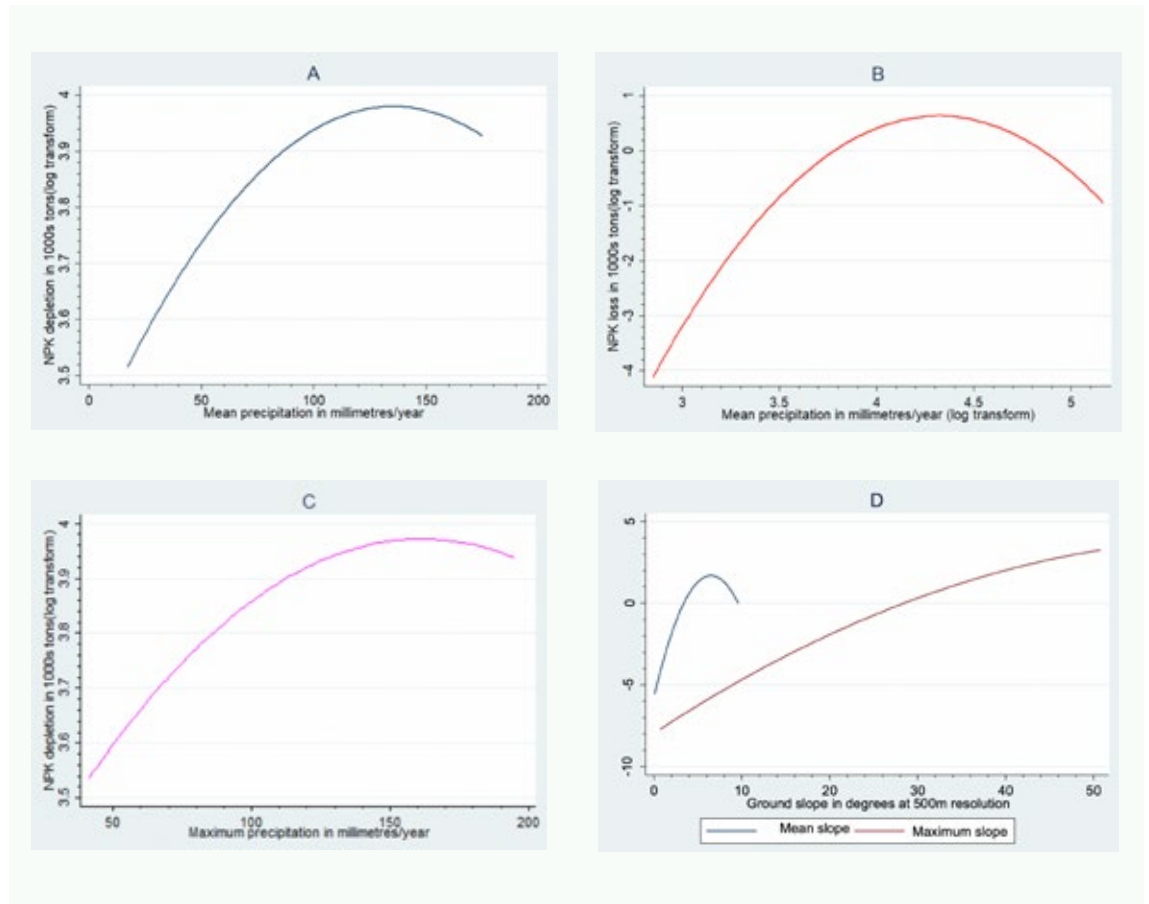 A
NPK depletion in 1000s tons(log transform)
4
3.9
3.8
3.7
3.6
3.5
0 50 100 150 200
Mean precipitation in millimetres/year
B
NPK loss in 1000s tons(log transform)
1
0
-1
-2
-3
-4
3 3.5 4 4.5 5
Mean precipitation in millimetres/year (log transform)
C
NPK depletion in 1000s tons(log transform)
4
3.9
3.8
3.7
3.6
3.5
50 100 150 200
Maximum precipitation in millimetres/year
D
5
0
-5
-10
0 10 20 30 40 50
Ground slope in degrees at 500m resolution
Mean slope Maximum slope